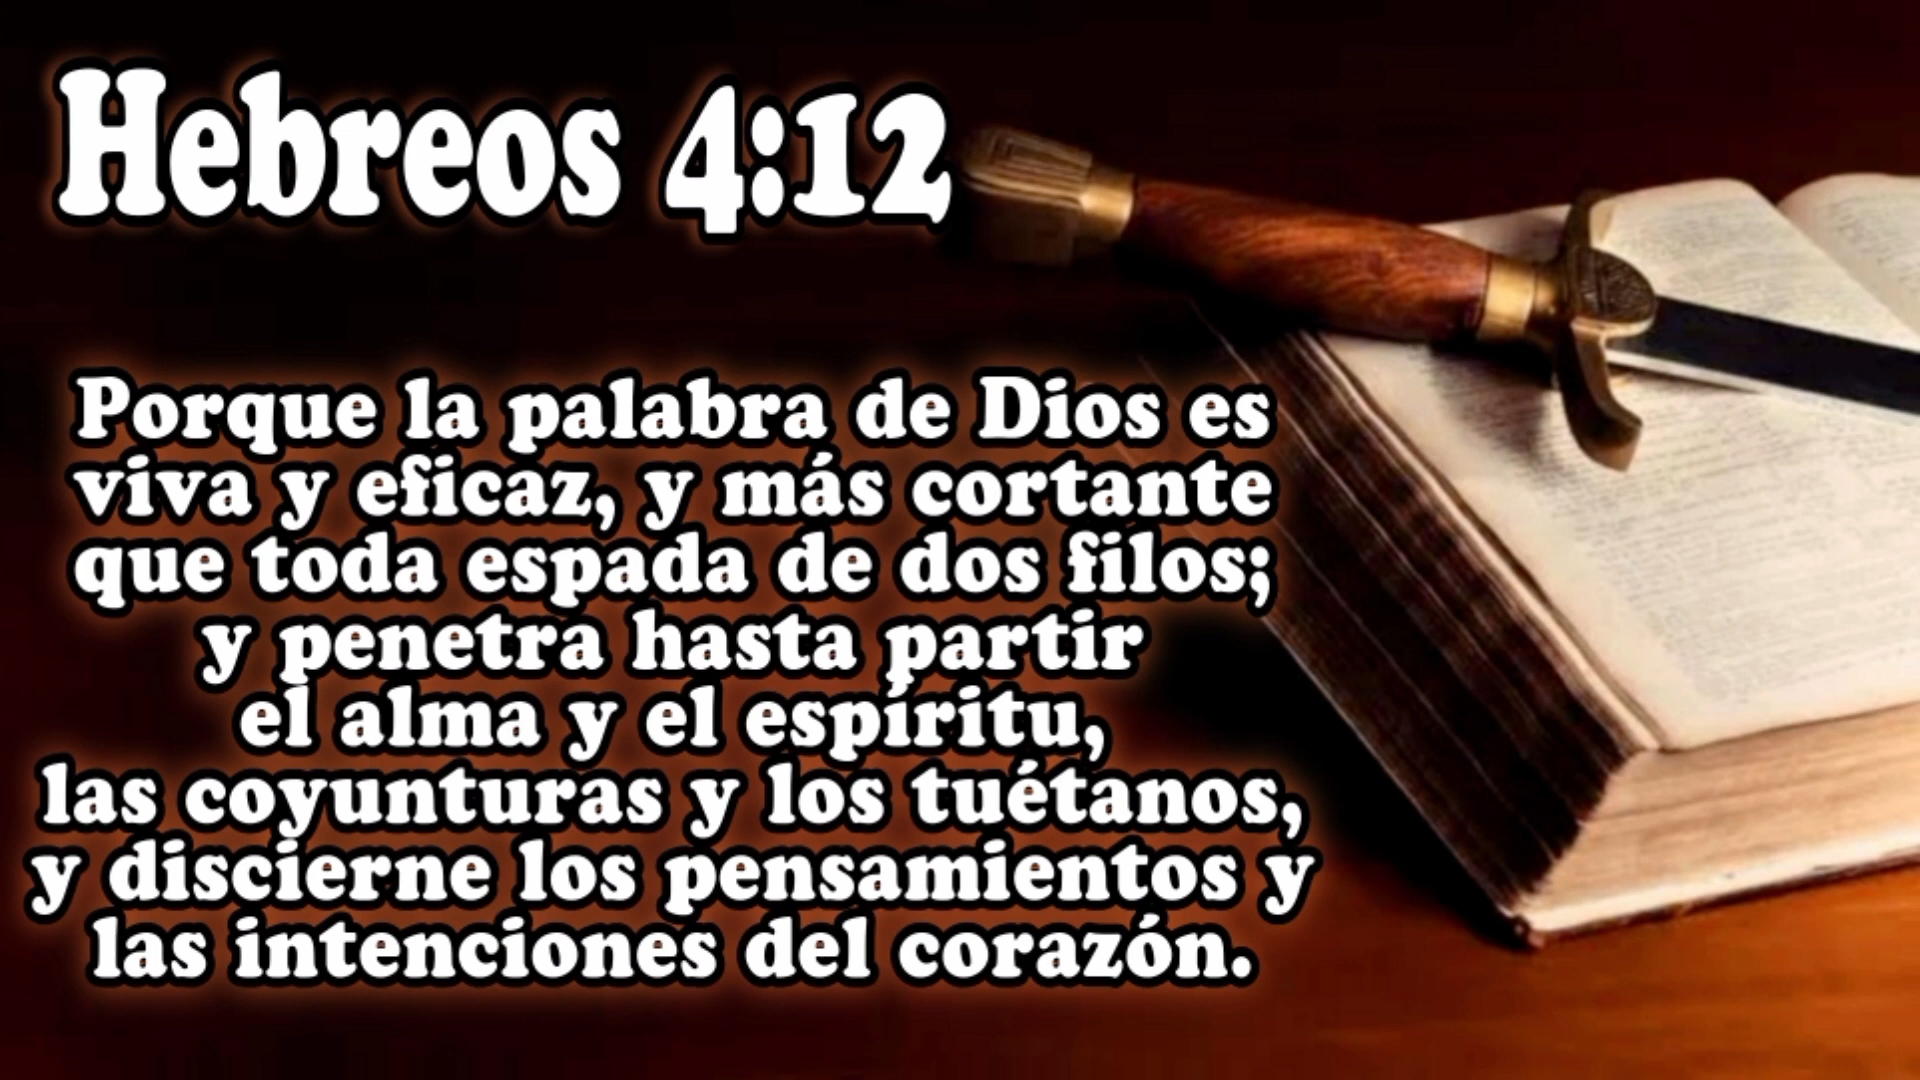 Hebreos 4:12
Porque la palabra de Dios es
viva y eficaz, y más cortante
que toda espada de dos filos;
y penetra hasta partir
el alma y el espíritu,
las coyunturas y los tuétanos,
y discierne los pensamientos y
las intenciones del corazón.